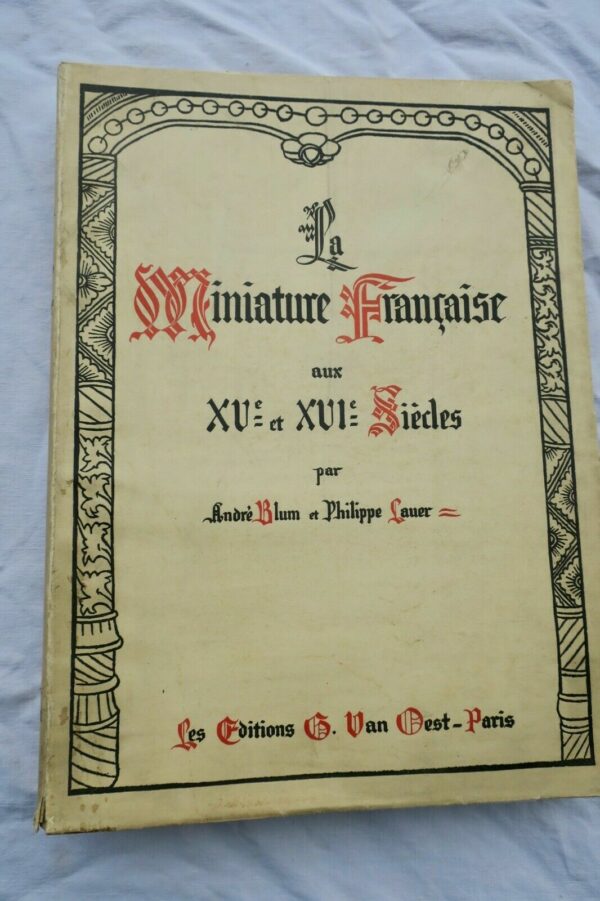 La
Miniature Française
aux
XVe et XVIe Siècles
par
André Blum et Philippe Lauer =
Les Editions G. Van Oest-Paris